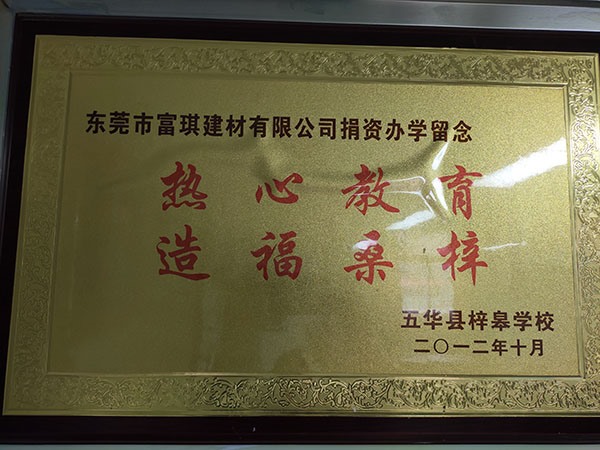 东莞市富琪建材有限公司捐资办学留念
热心教育
造福桑梓
五华县梓皋学校
二〇一二年十月